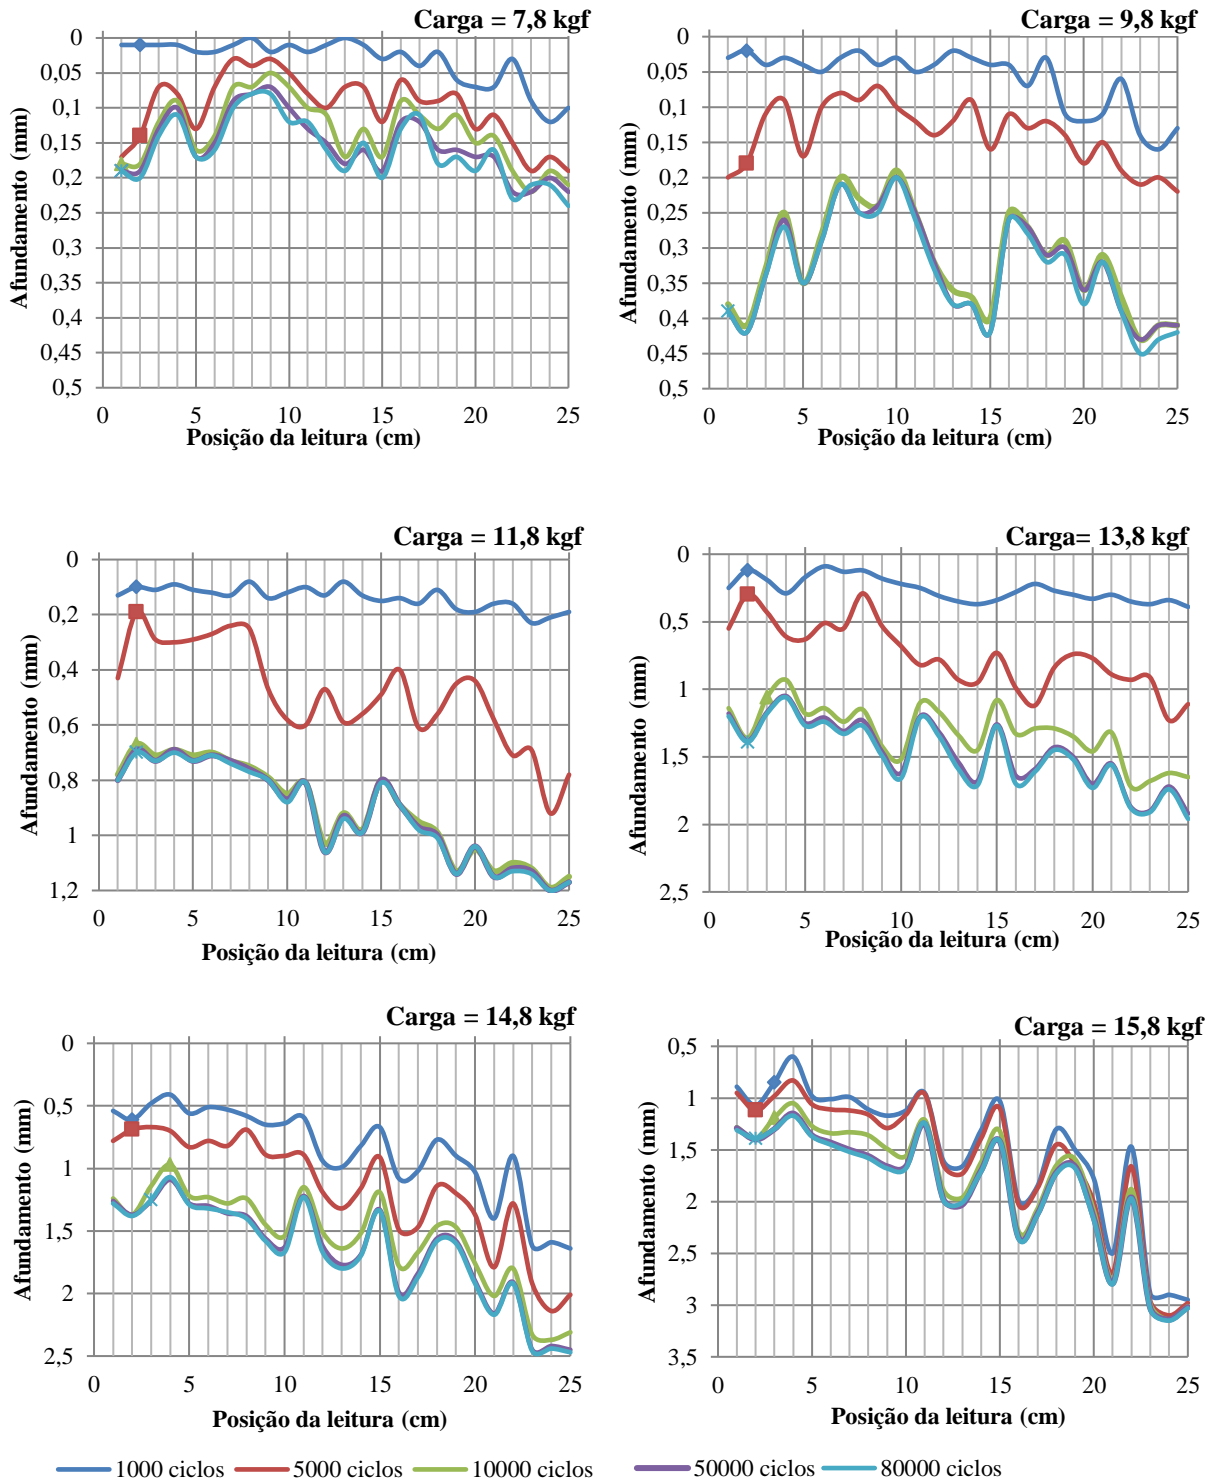 Carga = 7,8 kgf
0
0,05
0,1
0,15
0,2
0,25
0,3
0,35
0,4
0,45
0,5
Afundamento (mm)
0 5 10 15 20 25
Posição da leitura (cm)
Carga = 9,8 kgf
0
0,05
0,1
0,15
0,2
0,25
0,3
0,35
0,4
0,45
0,5
Afundamento (mm)
0 5 10 15 20 25
Posição da leitura (cm)
Carga = 11,8 kgf
0
0,2
0,4
0,6
0,8
1
1,2
Afundamento (mm)
0 5 10 15 20 25
Posição da leitura (cm)
Carga= 13,8 kgf
0
0,5
1
1,5
2
2,5
Afundamento (mm)
0 5 10 15 20 25
Posição da leitura (cm)
Carga = 14,8 kgf
0
0,5
1
1,5
2
2,5
Afundamento (mm)
0 5 10 15 20 25
Posição da leitura (cm)
Carga = 15,8 kgf
0,5
1
1,5
2
2,5
3
3,5
Afundamento (mm)
0 5 10 15 20 25
Posição da leitura (cm)
1000 ciclos 5000 ciclos 10000 ciclos 50000 ciclos 80000 ciclos